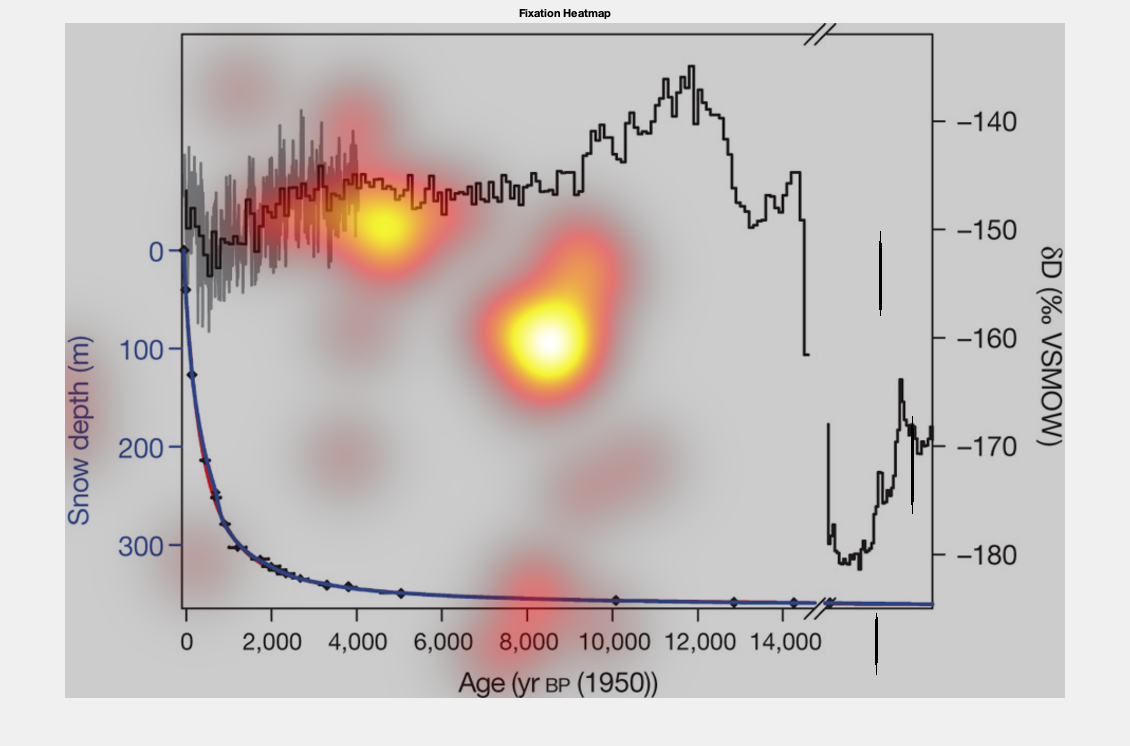 Fixation Heatmap
−140
−150
−160
−170
−180
δD (‰ VSMOW)
0
100
200
300
Snow depth (m)
0 2,000 4,000 6,000 8,000 10,000 12,000 14,000
Age (yr BP (1950))